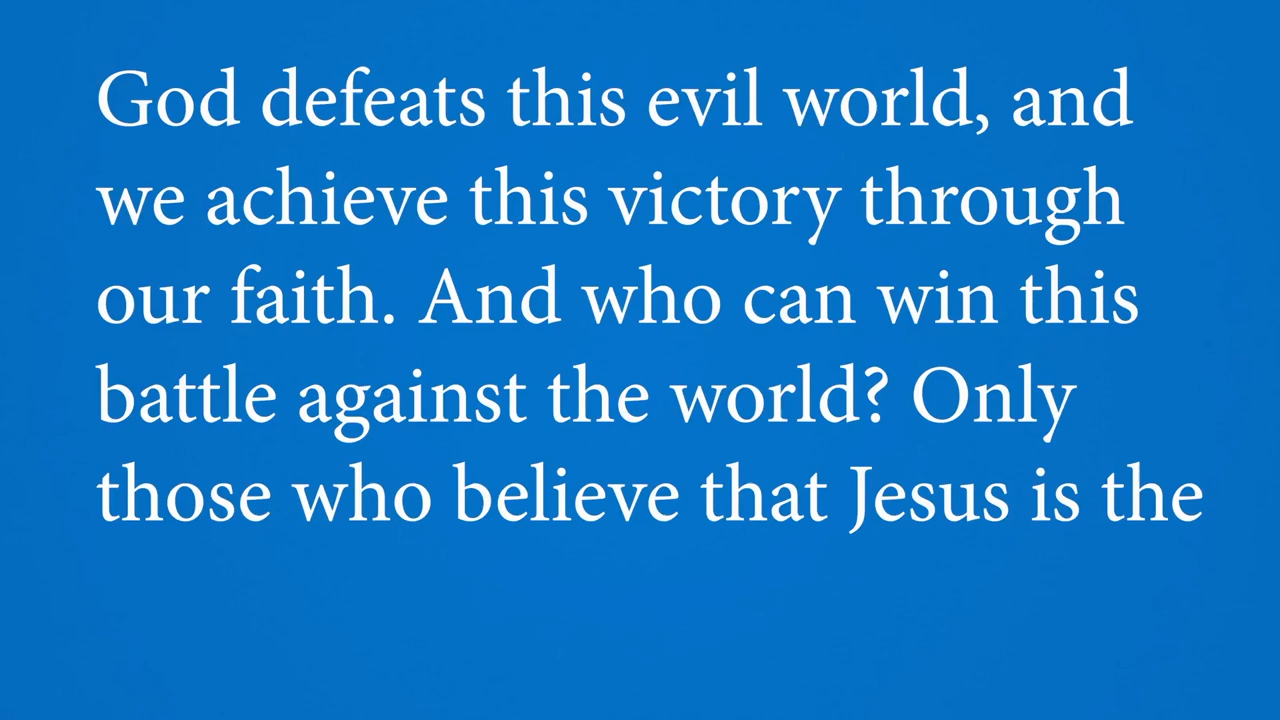 God defeats this evil world, and
we achieve this victory through
our faith. And who can win this
battle against the world? Only
those who believe that Jesus is the